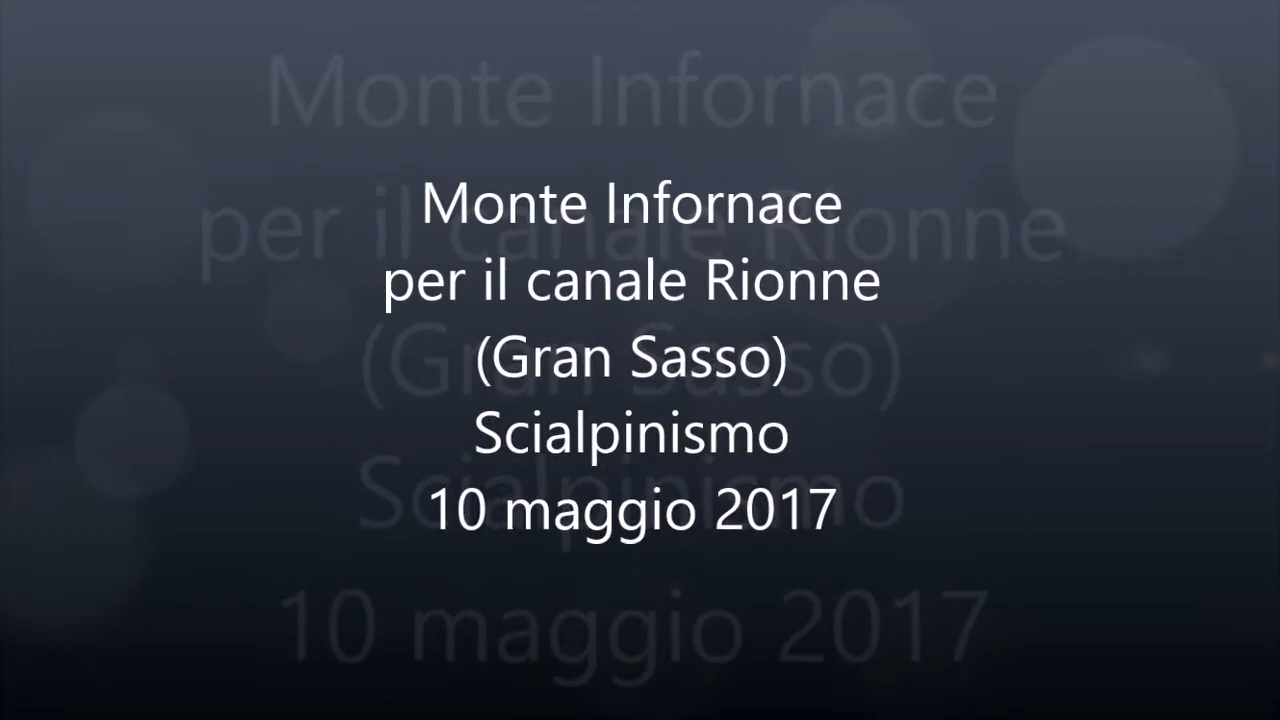 Monte Infornace
per il canale Rionne
(Gran Sasso)
Scialpinismo
10 maggio 2017